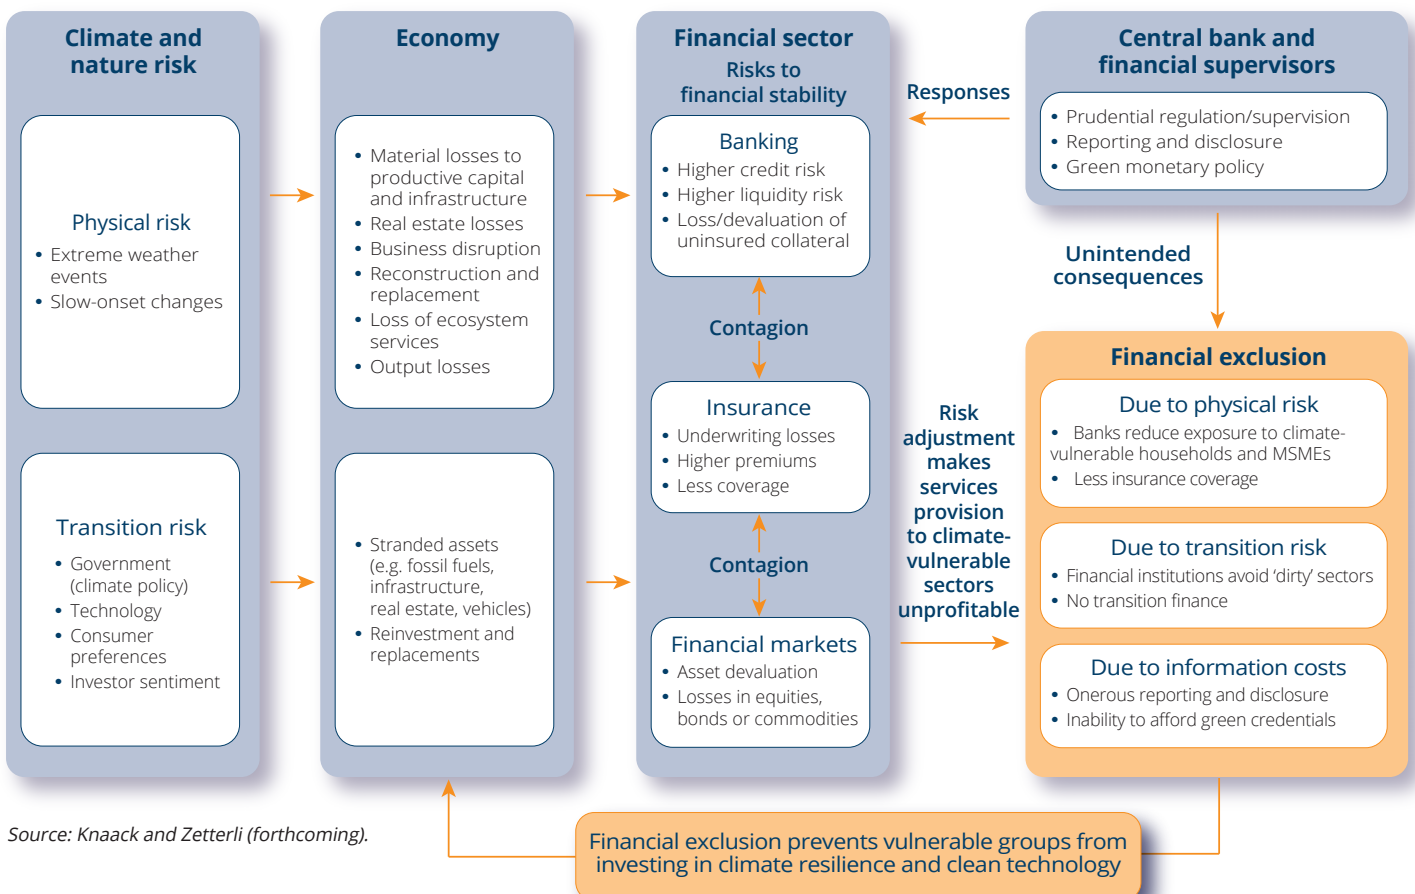 Climate and
nature risk
Physical risk
• Extreme weather
events
• Slow-onset changes
Transition risk
• Government
(climate policy)
• Technology
• Consumer
preferences
• Investor sentiment
Economy
• Material losses to
productive capital
and infrastructure
• Real estate losses
• Business disruption
• Reconstruction and
replacement
• Loss of ecosystem
services
• Output losses
• Stranded assets
(e.g. fossil fuels,
infrastructure,
real estate, vehicles)
• Reinvestment and
replacements
Financial sector
Risks to
financial stability
Banking
• Higher credit risk
• Higher liquidity risk
• Loss/devaluation of
uninsured collateral
Contagion
Insurance
• Underwriting losses
• Higher premiums
• Less coverage
Contagion
Financial markets
• Asset devaluation
• Losses in equities,
bonds or commodities
Responses
Central bank and
financial supervisors
• Prudential regulation/supervision
• Reporting and disclosure
• Green monetary policy
Unintended
consequences
Risk
adjustment
makes
services
provision
to climate-
vulnerable
sectors
unprofitable
Financial exclusion
Due to physical risk
• Banks reduce exposure to climate-
vulnerable households and MSMEs
• Less insurance coverage
Due to transition risk
• Financial institutions avoid ‘dirty’ sectors
• No transition finance
Due to information costs
• Onerous reporting and disclosure
• Inability to afford green credentials
Financial exclusion prevents vulnerable groups from
investing in climate resilience and clean technology
Source: Knaack and Zetterli (forthcoming).